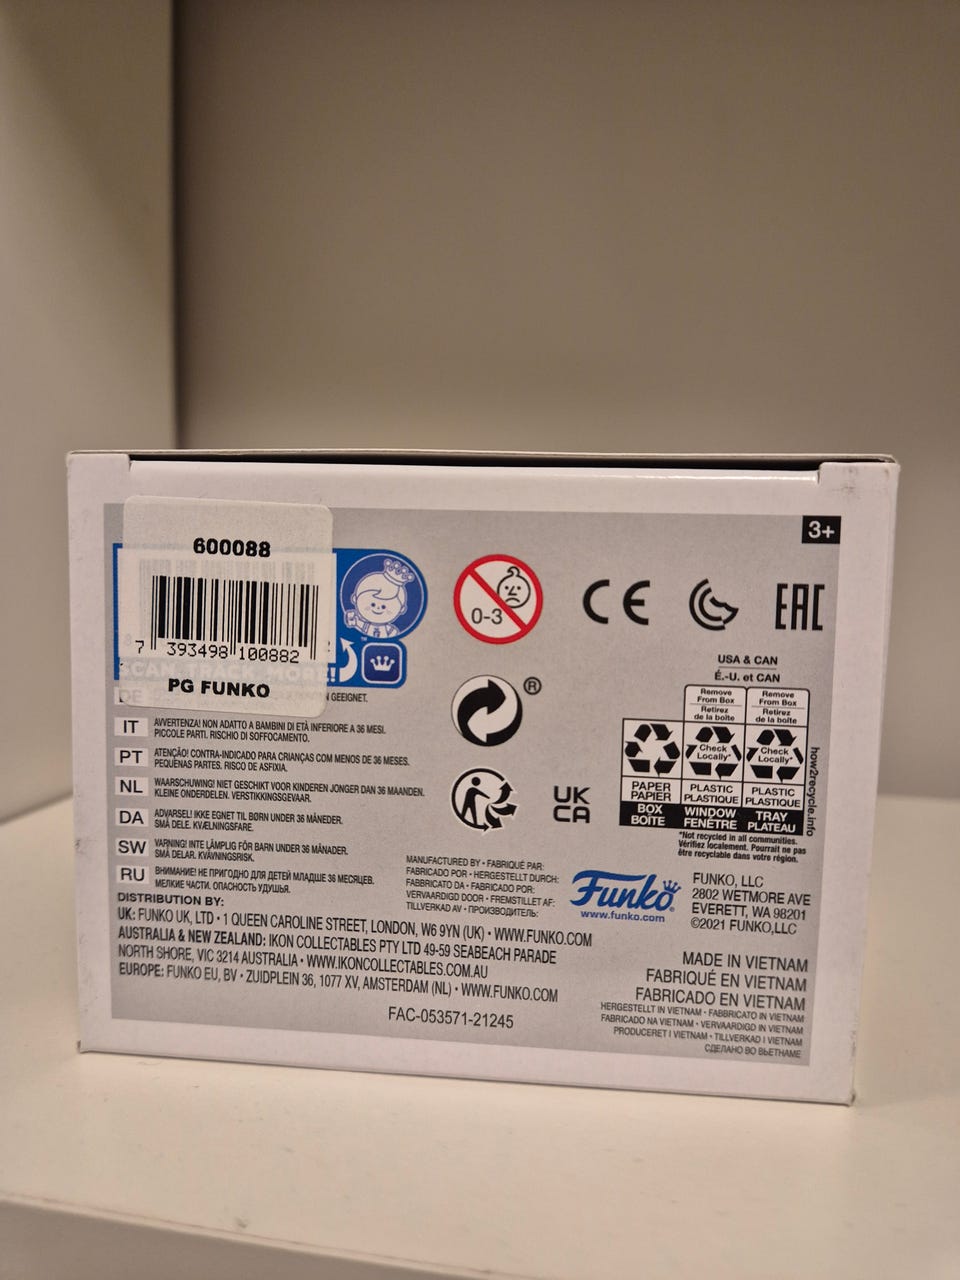 600088
7 393498 100882
PG FUNKO
SCAN, TRACK, MORE!
DE
GEEIGNET.
IT AVVERTENZA! NON ADATTO A BAMBINI DI ETÀ INFERIORE A 36 MESI.
PICCOLE PARTI. RISCHIO DI SOFFOCAMENTO.
PT ATENÇÃO! CONTRA-INDICADO PARA CRIANÇAS COM MENOS DE 36 MESES.
PEQUENAS PARTES. RISCO DE ASFIXIA.
NL WAARSCHUWING! NIET GESCHIKT VOOR KINDEREN JONGER DAN 36 MAANDEN.
KLEINE ONDERDELEN. VERSTIKKINGSGEVAAR.
DA ADVARSEL! IKKE EGNET TIL BØRN UNDER 36 MÅNEDER.
SMÅ DELE. KVÆLNINGSFARE.
SW VARNING! INTE LÄMPLIG FÖR BARN UNDER 36 MÅNADER.
SMÅ DELAR. KVÄVNINGSRISK.
RU ВНИМАНИЕ! НЕ ПРИГОДНО ДЛЯ ДЕТЕЙ МЛАДШЕ 36 МЕСЯЦЕВ.
МЕЛКИЕ ЧАСТИ. ОПАСНОСТЬ УДУШЬЯ.
3+
0-3
CE
EAC
®
UK
CA
USA & CAN
É.-U. et CAN
Remove From Box
Retirez de la boîte
Remove From Box
Retirez de la boîte
Check Locally*
Check Locally*
PAPER
PAPIER
BOX
BOÎTE
PLASTIC
PLASTIQUE
WINDOW
FENÊTRE
PLASTIC
PLASTIQUE
TRAY
PLATEAU
how2recycle.info
*Not recycled in all communities.
Vérifiez localement. Pourrait ne pas
être recyclable dans votre région.
MANUFACTURED BY • FABRIQUÉ PAR:
FABRICADO POR • HERGESTELLT DURCH:
FABBRICATO DA • FABRICADO POR:
VERVAARDIGD DOOR • FREMSTILLET AF:
TILLVERKAD AV • ПРОИЗВОДИТЕЛЬ:
Funko®
www.funko.com
FUNKO, LLC
2802 WETMORE AVE
EVERETT, WA 98201
©2021 FUNKO,LLC
DISTRIBUTION BY:
UK: FUNKO UK, LTD • 1 QUEEN CAROLINE STREET, LONDON, W6 9YN (UK) • WWW.FUNKO.COM
AUSTRALIA & NEW ZEALAND: IKON COLLECTABLES PTY LTD 49-59 SEABEACH PARADE
NORTH SHORE, VIC 3214 AUSTRALIA • WWW.IKONCOLLECTABLES.COM.AU
EUROPE: FUNKO EU, BV • ZUIDPLEIN 36, 1077 XV, AMSTERDAM (NL) • WWW.FUNKO.COM
FAC-053571-21245
MADE IN VIETNAM
FABRIQUÉ EN VIETNAM
FABRICADO EN VIETNAM
HERGESTELLT IN VIETNAM • FABBRICATO IN VIETNAM
FABRICADO NA VIETNAM • VERVAARDIGD IN VIETNAM
PRODUCERET I VIETNAM • TILLVERKAD I VIETNAM
СДЕЛАНО ВО ВЬЕТНАМЕ